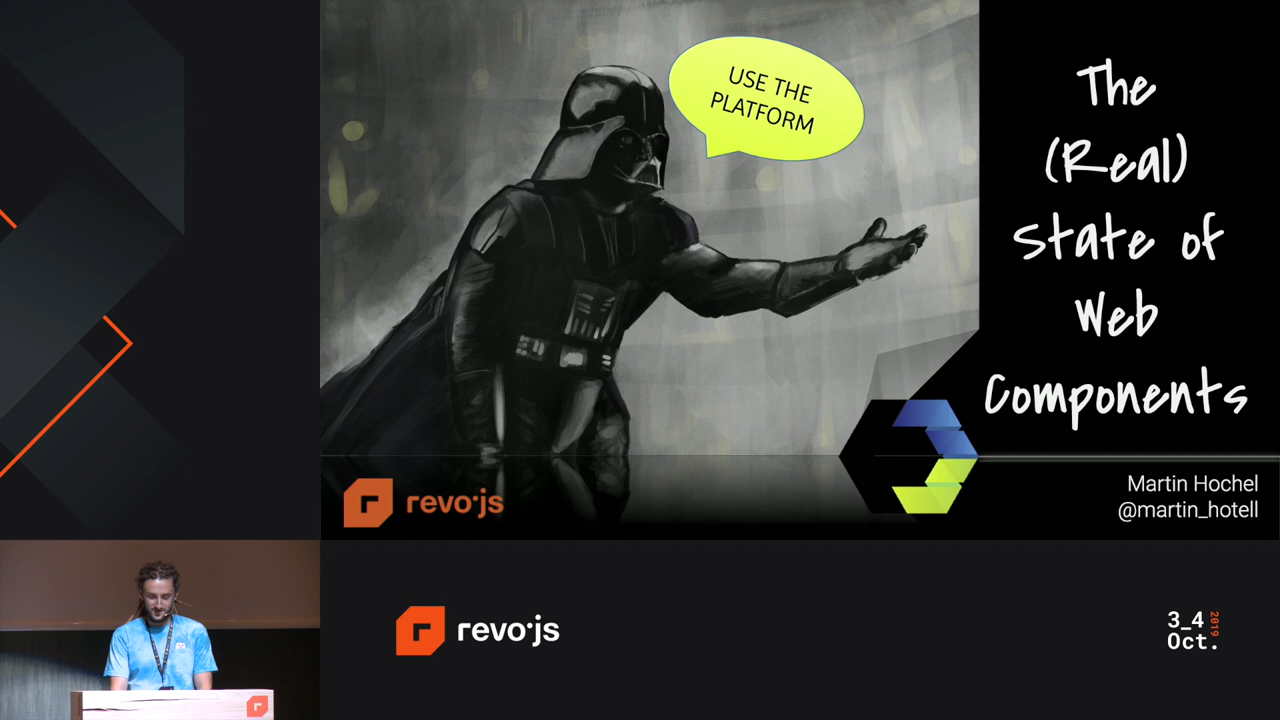 USE THE
PLATFORM
The
(Real)
State of
Web
Components
revo·js
Martin Hochel
@martin_hotell
revo·js
3_4 2019
Oct.